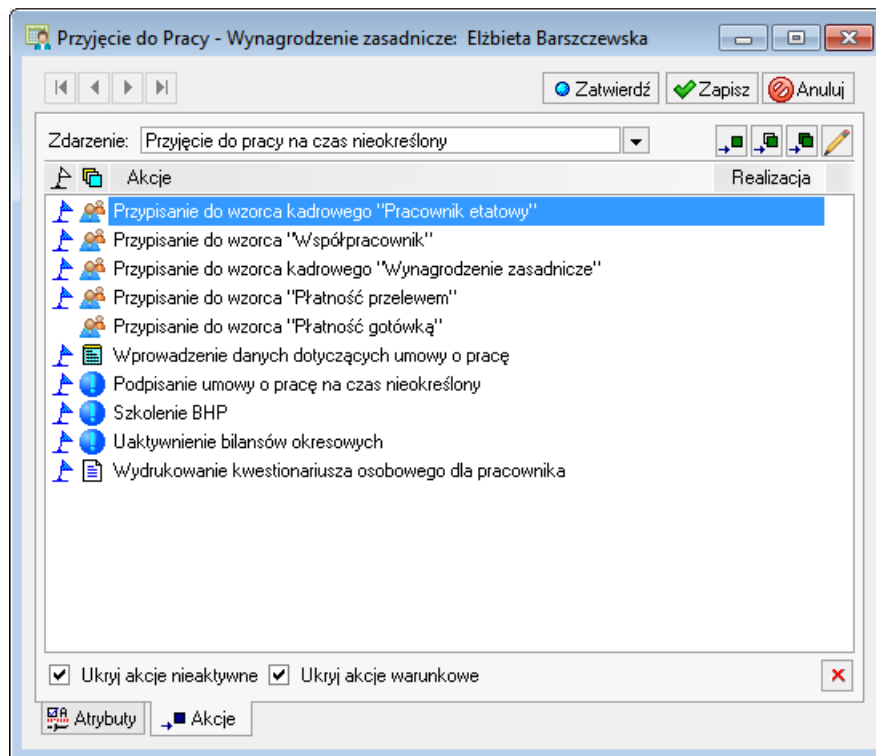 Przyjęcie do Pracy - Wynagrodzenie zasadnicze: Elżbieta Barszczewska
Zatwierdź Zapisz Anuluj
Zdarzenie: Przyjęcie do pracy na czas nieokreślony
Akcje Realizacja
Przypisanie do wzorca kadrowego "Pracownik etatowy"
Przypisanie do wzorca "Współpracownik"
Przypisanie do wzorca kadrowego "Wynagrodzenie zasadnicze"
Przypisanie do wzorca "Płatność przelewem"
Przypisanie do wzorca "Płatność gotówką"
Wprowadzenie danych dotyczących umowy o pracę
Podpisanie umowy o pracę na czas nieokreślony
Szkolenie BHP
Uaktywnienie bilansów okresowych
Wydrukowanie kwestionariusza osobowego dla pracownika
Ukryj akcje nieaktywne Ukryj akcje warunkowe
Atrybuty Akcje